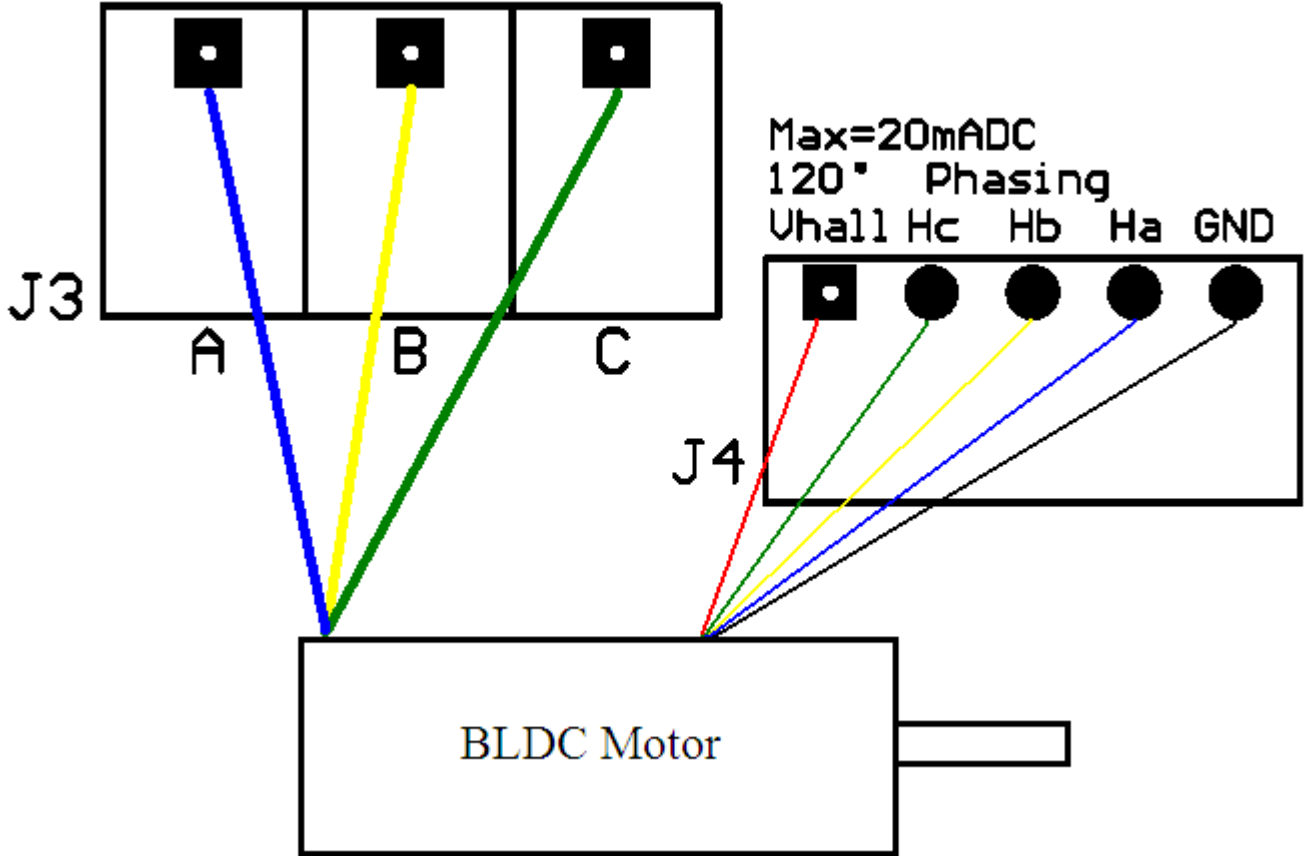 J3
A B C
Max=20mADC
120° Phasing
Vhall Hc Hb Ha GND
J4
BLDC Motor